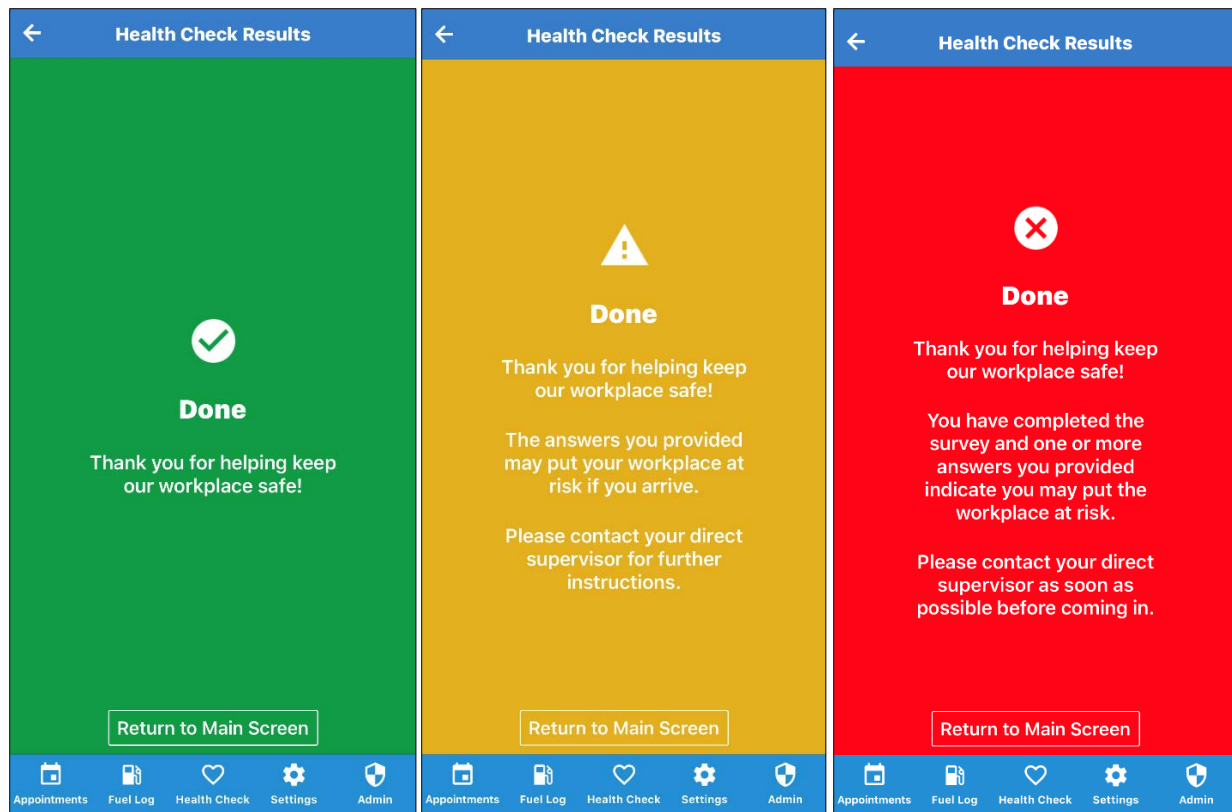 Health Check Results
Done
Thank you for helping keep
our workplace safe!
Return to Main Screen
Appointments
Fuel Log
Health Check
Settings
Admin
Health Check Results
Done
Thank you for helping keep
our workplace safe!
The answers you provided
may put your workplace at
risk if you arrive.
Please contact your direct
supervisor for further
instructions.
Return to Main Screen
Appointments
Fuel Log
Health Check
Settings
Admin
Health Check Results
Done
Thank you for helping keep
our workplace safe!
You have completed the
survey and one or more
answers you provided
indicate you may put the
workplace at risk.
Please contact your direct
supervisor as soon as
possible before coming in.
Return to Main Screen
Appointments
Fuel Log
Health Check
Settings
Admin